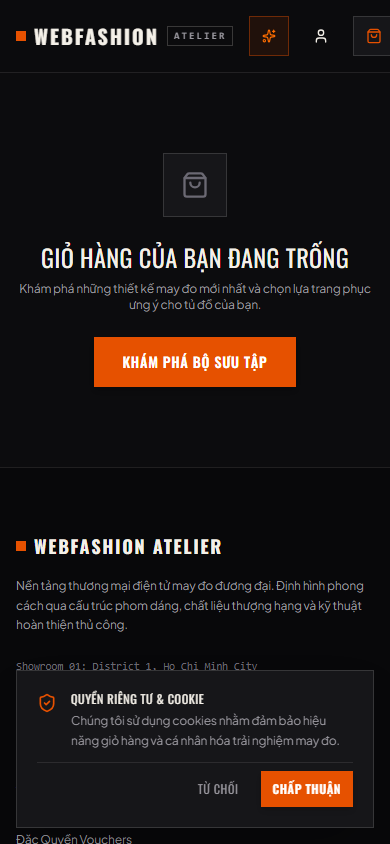 WEBFASHION
ATELIER
GIỎ HÀNG CỦA BẠN ĐANG TRỐNG
Khám phá những thiết kế may đo mới nhất và chọn lựa trang phục
ưng ý cho tủ đồ của bạn.
KHÁM PHÁ BỘ SƯU TẬP
WEBFASHION ATELIER
Nền tảng thương mại điện tử may đo đương đại. Định hình phong
cách qua cấu trúc phom dáng, chất liệu thượng hạng và kỹ thuật
hoàn thiện thủ công.
Showroom 01: District 1, Ho Chi Minh City
QUYỀN RIÊNG TƯ & COOKIE
Chúng tôi sử dụng cookies nhằm đảm bảo hiệu
năng giỏ hàng và cá nhân hóa trải nghiệm may đo.
TỪ CHỐI
CHẤP THUẬN
Đặc Quyền Vouchers